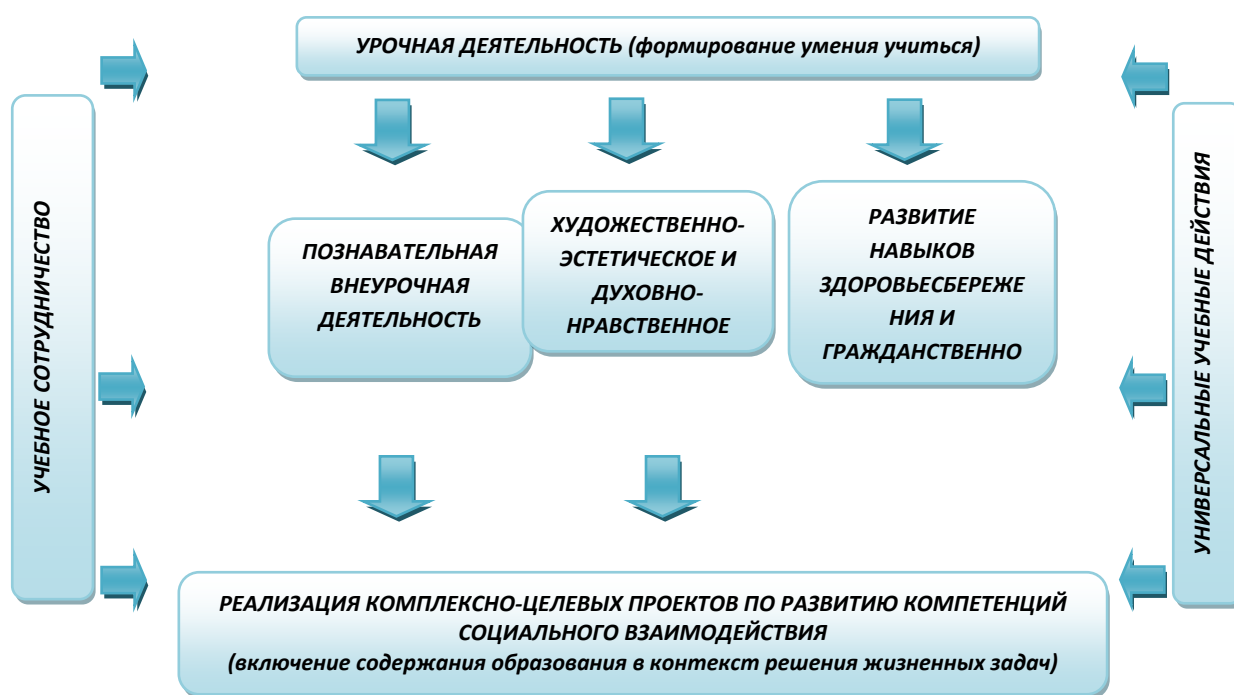 УРОЧНАЯ ДЕЯТЕЛЬНОСТЬ (формирование умения учиться)
УЧЕБНОЕ СОТРУДНИЧЕСТВО
ПОЗНАВАТЕЛЬНАЯ
ВНЕУРОЧНАЯ
ДЕЯТЕЛЬНОСТЬ
ХУДОЖЕСТВЕННО-
ЭСТЕТИЧЕСКОЕ И
ДУХОВНО-
НРАВСТВЕННОЕ
РАЗВИТИЕ
НАВЫКОВ
ЗДОРОВЬЕСБЕРЕЖЕ
НИЯ И
ГРАЖДАНСТВЕННО
УНИВЕРСАЛЬНЫЕ УЧЕБНЫЕ ДЕЙСТВИЯ
РЕАЛИЗАЦИЯ КОМПЛЕКСНО-ЦЕЛЕВЫХ ПРОЕКТОВ ПО РАЗВИТИЮ КОМПЕТЕНЦИЙ
СОЦИАЛЬНОГО ВЗАИМОДЕЙСТВИЯ
(включение содержания образования в контекст решения жизненных задач)